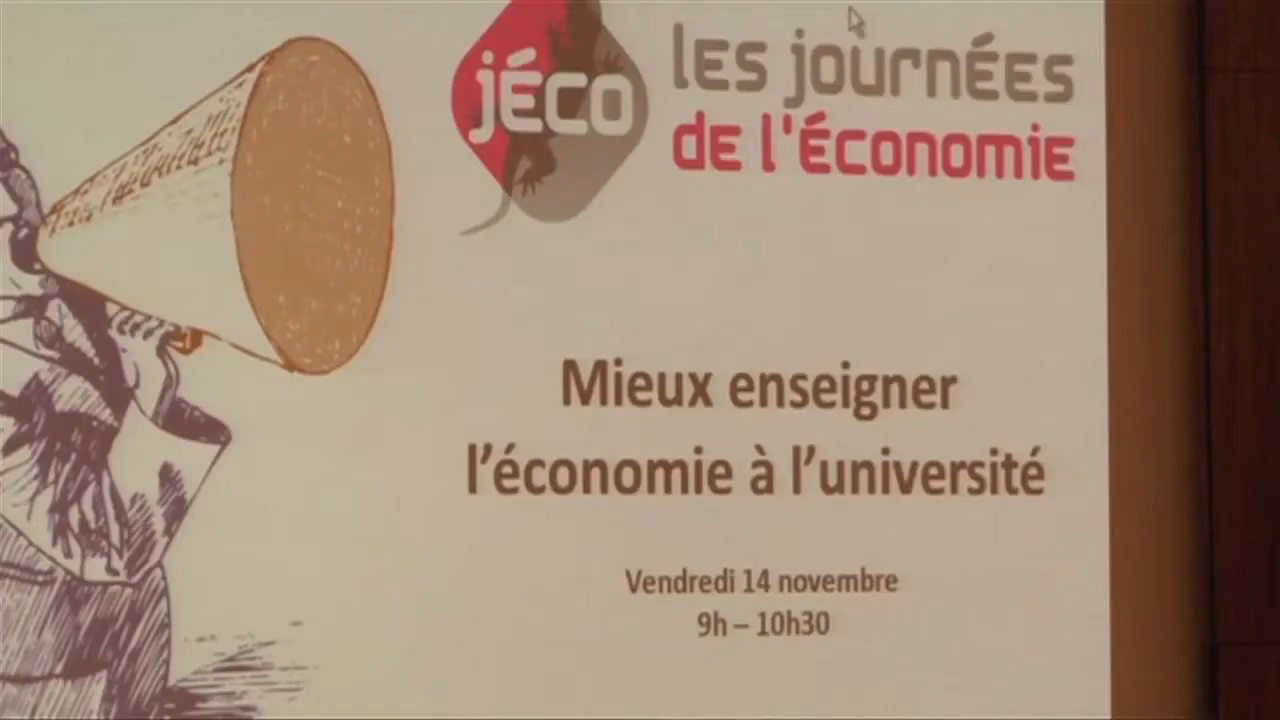 jéco
les journées
de l'économie
Mieux enseigner
l'économie à l'université
Vendredi 14 novembre
9h – 10h30